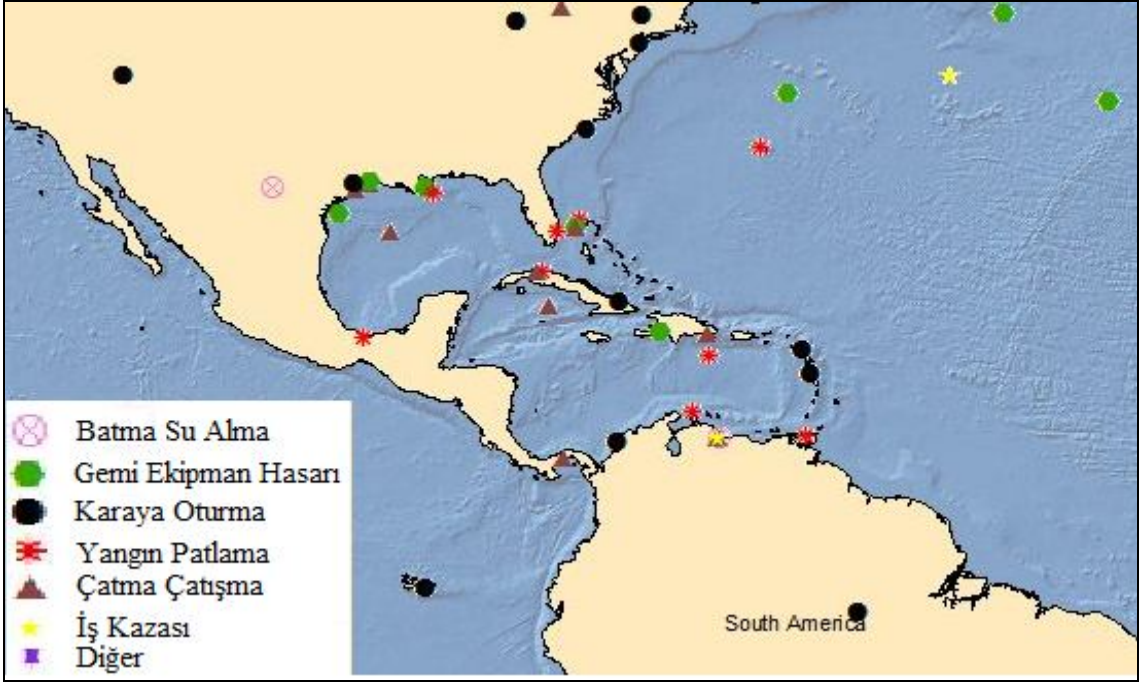 Batma Su Alma
Gemi Ekipman Hasarı
Karaya Oturma
Yangın Patlama
Çatma Çatışma
İş Kazası
Diğer
South America